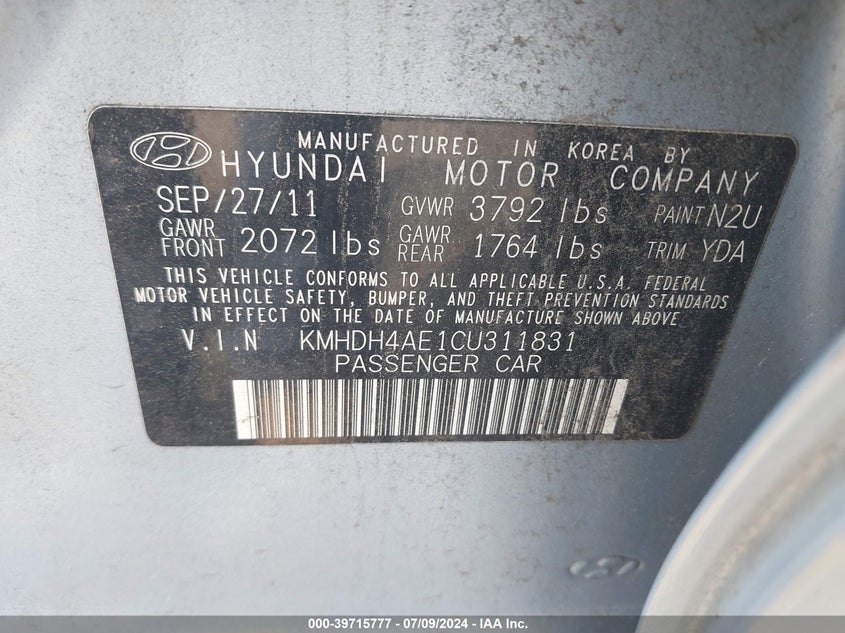 MANUFACTURED IN KOREA BY
HYUNDAI MOTOR COMPANY
SEP/27/11 GVWR 3792 lbs PAINT N2U
GAWR FRONT 2072 lbs GAWR REAR 1764 lbs TRIM YDA
THIS VEHICLE CONFORMS TO ALL APPLICABLE U.S.A. FEDERAL
MOTOR VEHICLE SAFETY, BUMPER, AND THEFT PREVENTION STANDARDS
IN EFFECT ON THE DATE OF MANUFACTURE SHOWN ABOVE
V.I.N KMHDH4AE1CU311831
PASSENGER CAR
000-39715777 - 07/09/2024 - IAA Inc.